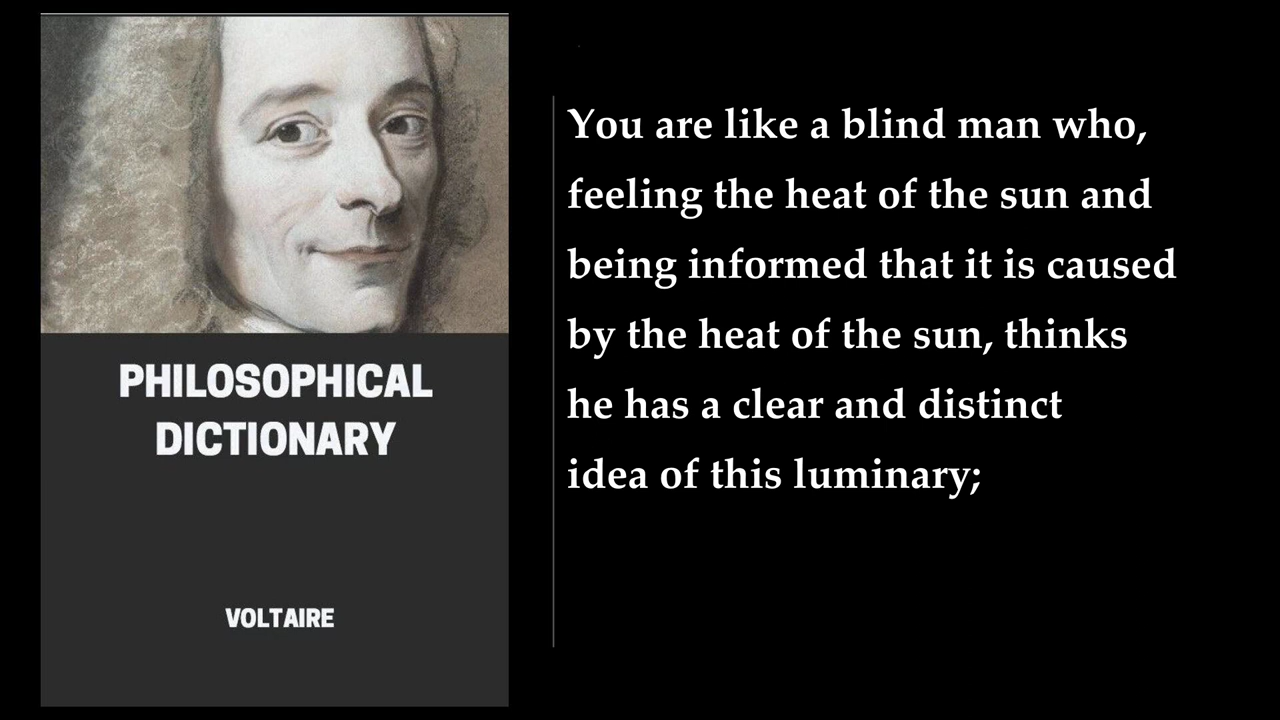 PHILOSOPHICAL
DICTIONARY
VOLTAIRE
You are like a blind man who,
feeling the heat of the sun and
being informed that it is caused
by the heat of the sun, thinks
he has a clear and distinct
idea of this luminary;